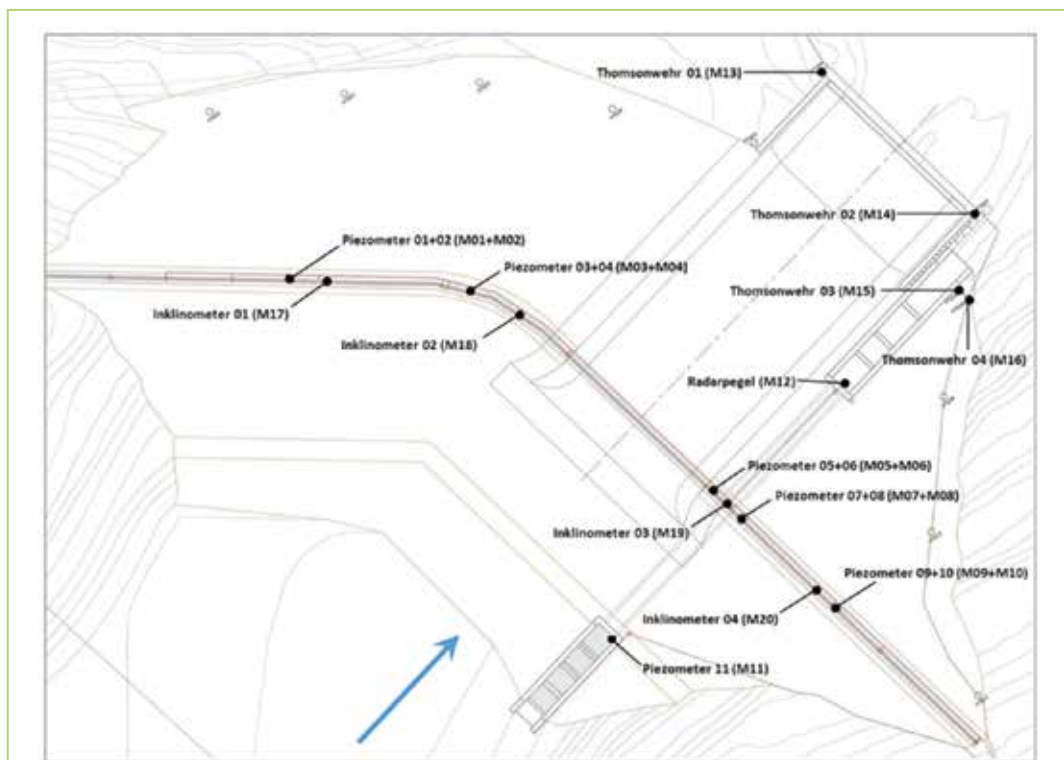 Thomsonwehr 01 (M13)
Thomsonwehr 02 (M14)
Piezometer 01+02 (M01+M02)
Piezometer 03+04 (M03+M04)
Thomsonwehr 03 (M15)
Inklinometer 01 (M17)
Inklinometer 02 (M18)
Thomsonwehr 04 (M16)
Radarpegel (M12)
Piezometer 05+06 (M05+M06)
Piezometer 07+08 (M07+M08)
Inklinometer 03 (M19)
Piezometer 09+10 (M09+M10)
Inklinometer 04 (M20)
Piezometer 11 (M11)